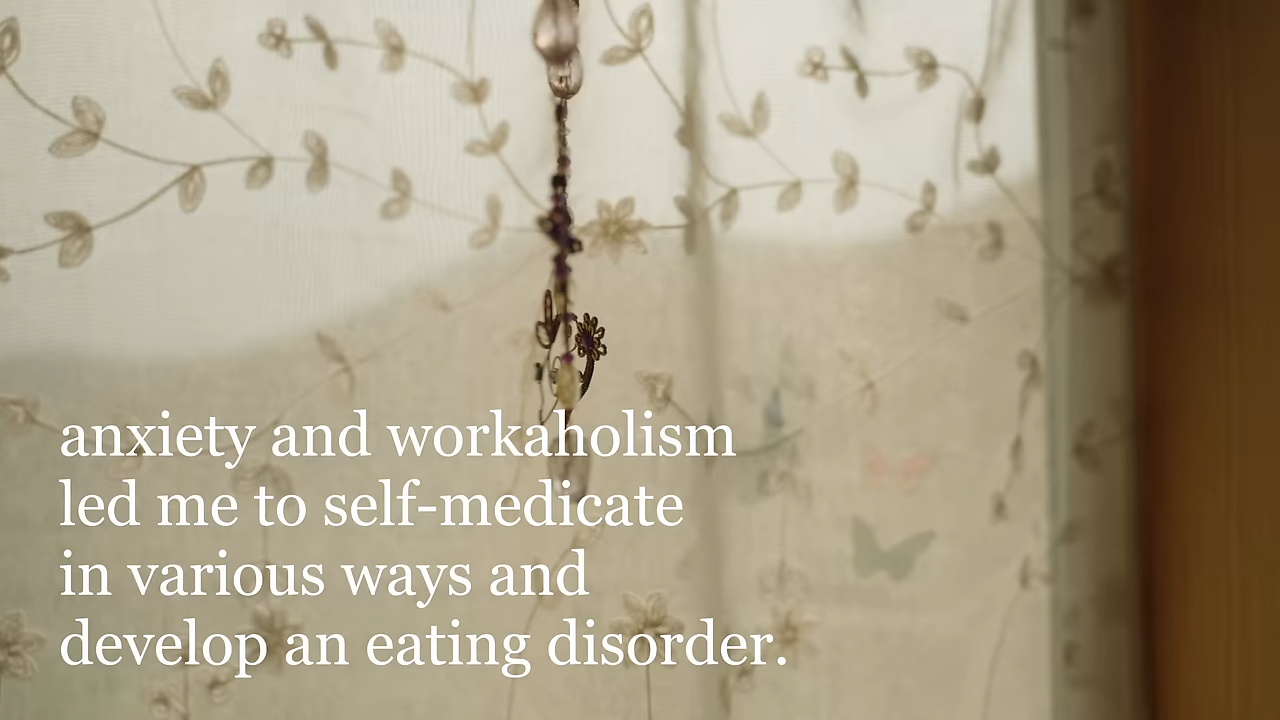 anxiety and workaholism
led me to self-medicate
in various ways and
develop an eating disorder.